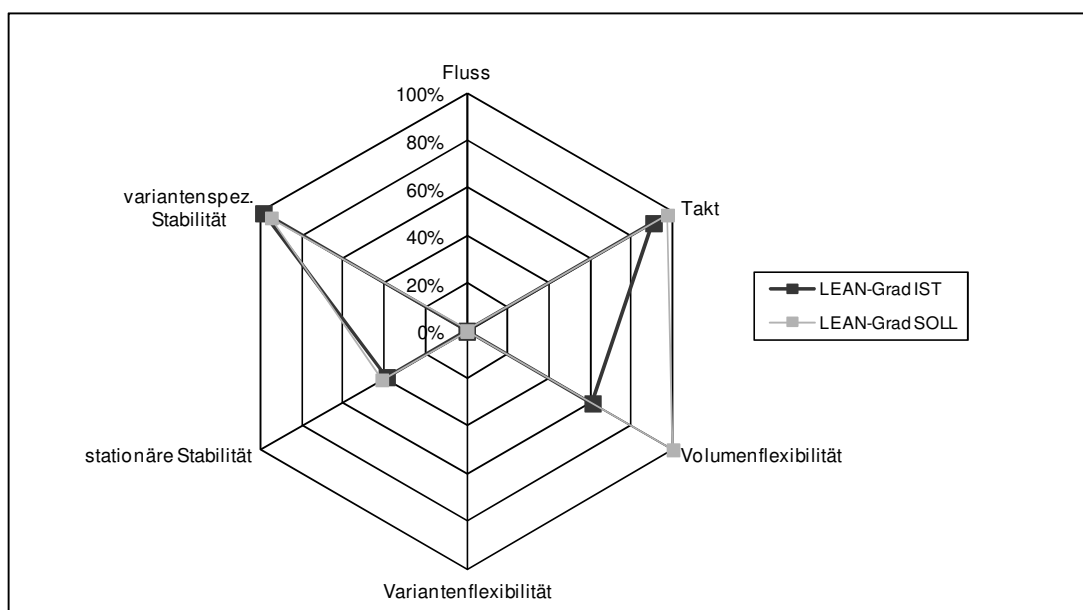 Fluss
100%
80%
60%
40%
20%
0%
variantenspez.
Stabilität
Takt
LEAN-Grad IST
LEAN-Grad SOLL
stationäre Stabilität
Volumenflexibilität
Variantenflexibilität